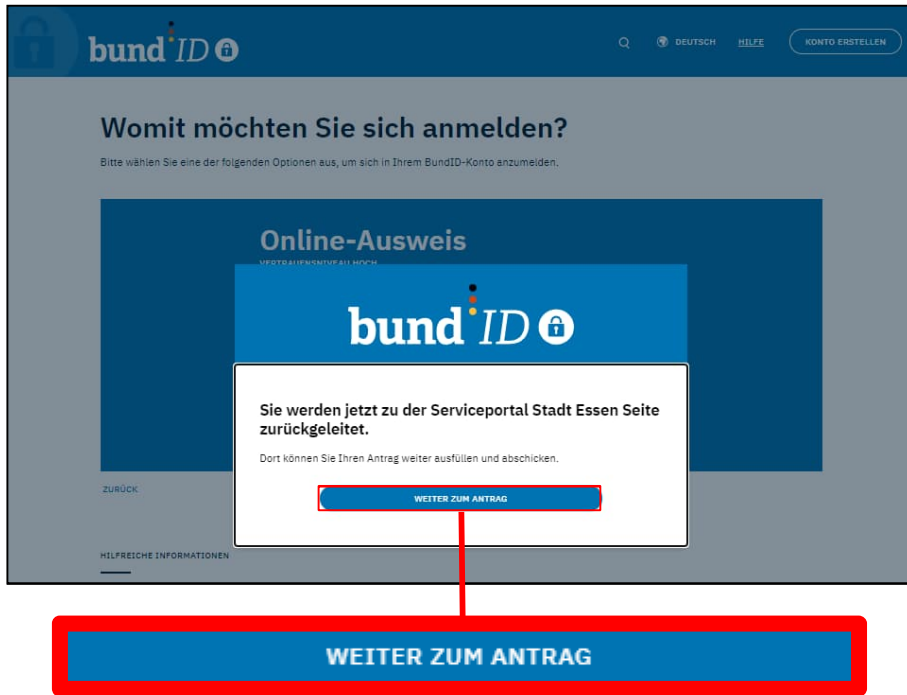 bund ID
DEUTSCH HILFE KONTO ERSTELLEN
Womit möchten Sie sich anmelden?
Bitte wählen Sie eine der folgenden Optionen aus, um sich in Ihrem BundID-Konto anzumelden.
Online-Ausweis
VERTRAUENSNIVEAU HOCH
bund ID
Sie werden jetzt zu der Serviceportal Stadt Essen Seite
zurückgeleitet.
Dort können Sie Ihren Antrag weiter ausfüllen und abschicken.
WEITER ZUM ANTRAG
ZURÜCK
HILFREICHE INFORMATIONEN
WEITER ZUM ANTRAG